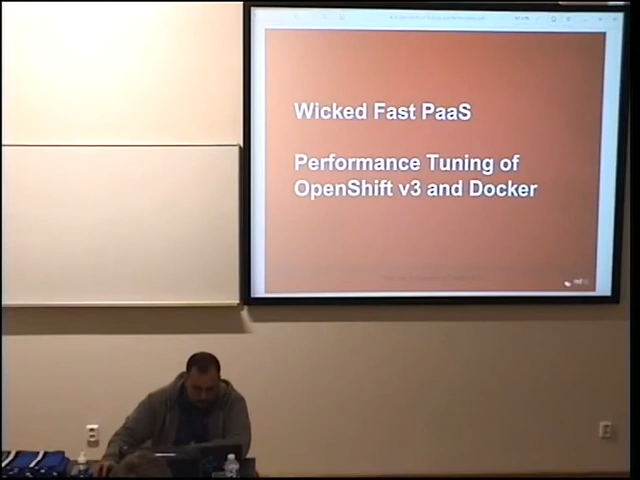 Wicked Fast PaaS
Performance Tuning of
OpenShift v3 and Docker